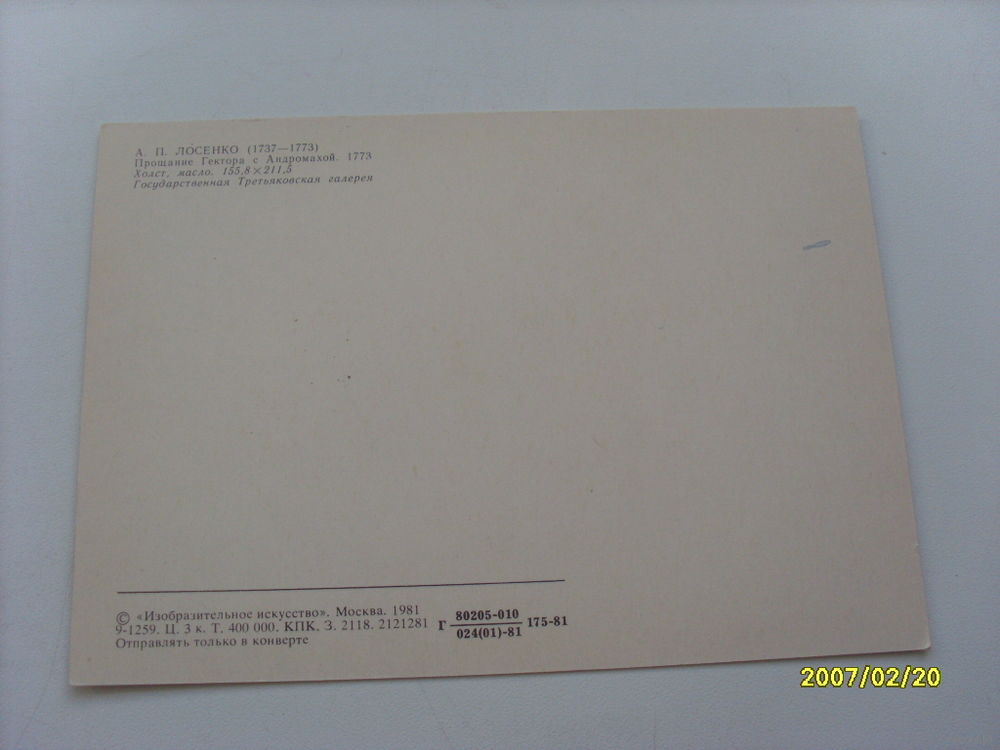 А. П. ЛОСЕНКО (1737—1773)
Прощание Гектора с Андромахой. 1773
Холст, масло. 155,8×211,5
Государственная Третьяковская галерея
© «Изобразительное искусство». Москва. 1981
9-1259. Ц. 3 к. Т. 400 000. КПК. З. 2118. 2121281
Отправлять только в конверте
Г 80205-010 175-81
024(01)-81
2007/02/20